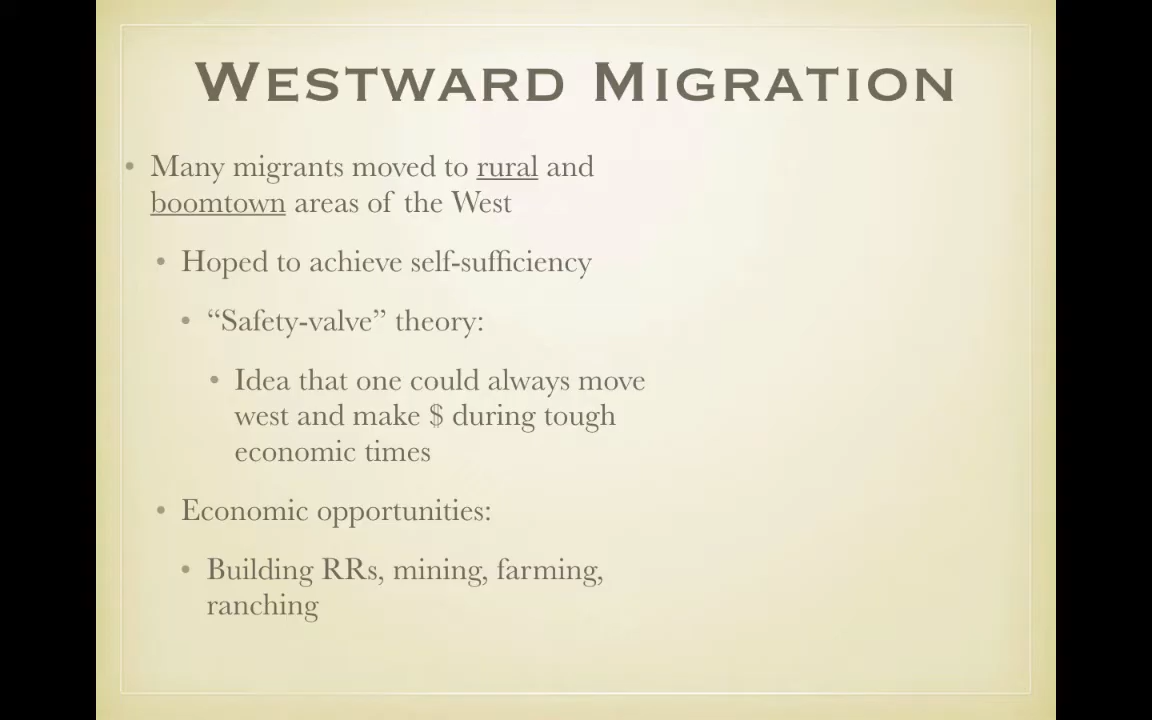 Westward Migration
• Many migrants moved to rural and
boomtown areas of the West
• Hoped to achieve self-sufficiency
• “Safety-valve” theory:
• Idea that one could always move
west and make $ during tough
economic times
• Economic opportunities:
• Building RRs, mining, farming,
ranching